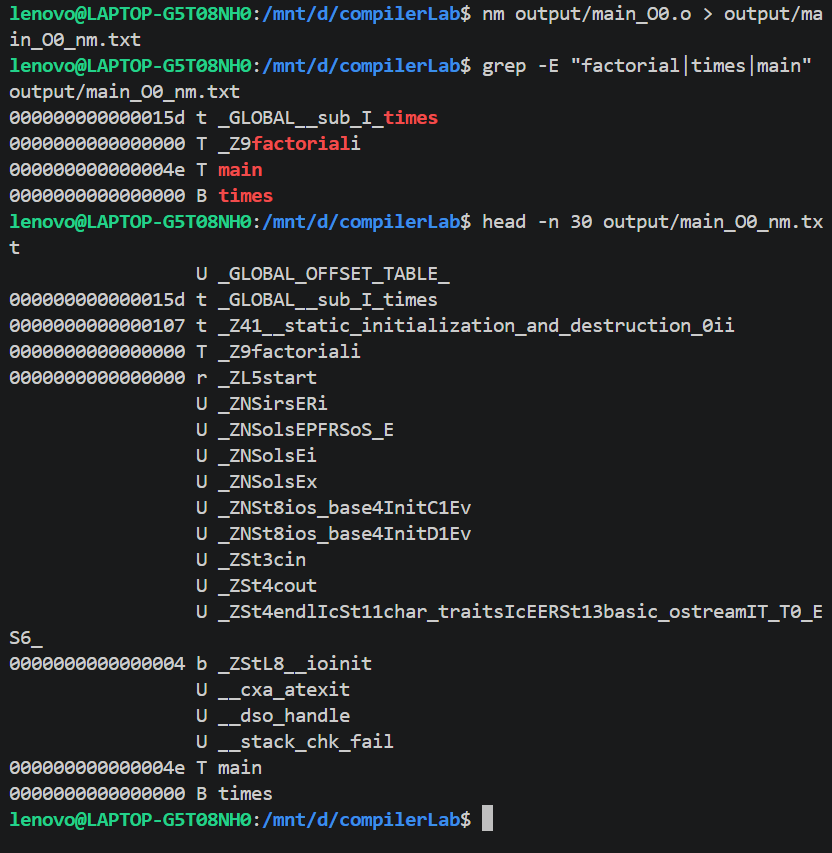 lenovo@LAPTOP-G5T08NH0:/mnt/d/compilerLab$ nm output/main_O0.o > output/ma
in_O0_nm.txt
lenovo@LAPTOP-G5T08NH0:/mnt/d/compilerLab$ grep -E "factorial|times|main"
output/main_O0_nm.txt
000000000000015d t _GLOBAL__sub_I_times
0000000000000000 T _Z9factoriali
000000000000004e T main
0000000000000000 B times
lenovo@LAPTOP-G5T08NH0:/mnt/d/compilerLab$ head -n 30 output/main_O0_nm.tx
t
                 U _GLOBAL_OFFSET_TABLE_
000000000000015d t _GLOBAL__sub_I_times
0000000000000107 t _Z41__static_initialization_and_destruction_0ii
0000000000000000 T _Z9factoriali
0000000000000000 r _ZL5start
                 U _ZNSirsERi
                 U _ZNSolsEPFRSoS_E
                 U _ZNSolsEi
                 U _ZNSolsEx
                 U _ZNSt8ios_base4InitC1Ev
                 U _ZNSt8ios_base4InitD1Ev
                 U _ZSt3cin
                 U _ZSt4cout
                 U _ZSt4endlIcSt11char_traitsIcEERSt13basic_ostreamIT_T0_E
S6_
0000000000000004 b _ZStL8__ioinit
                 U __cxa_atexit
                 U __dso_handle
                 U __stack_chk_fail
000000000000004e T main
0000000000000000 B times
lenovo@LAPTOP-G5T08NH0:/mnt/d/compilerLab$